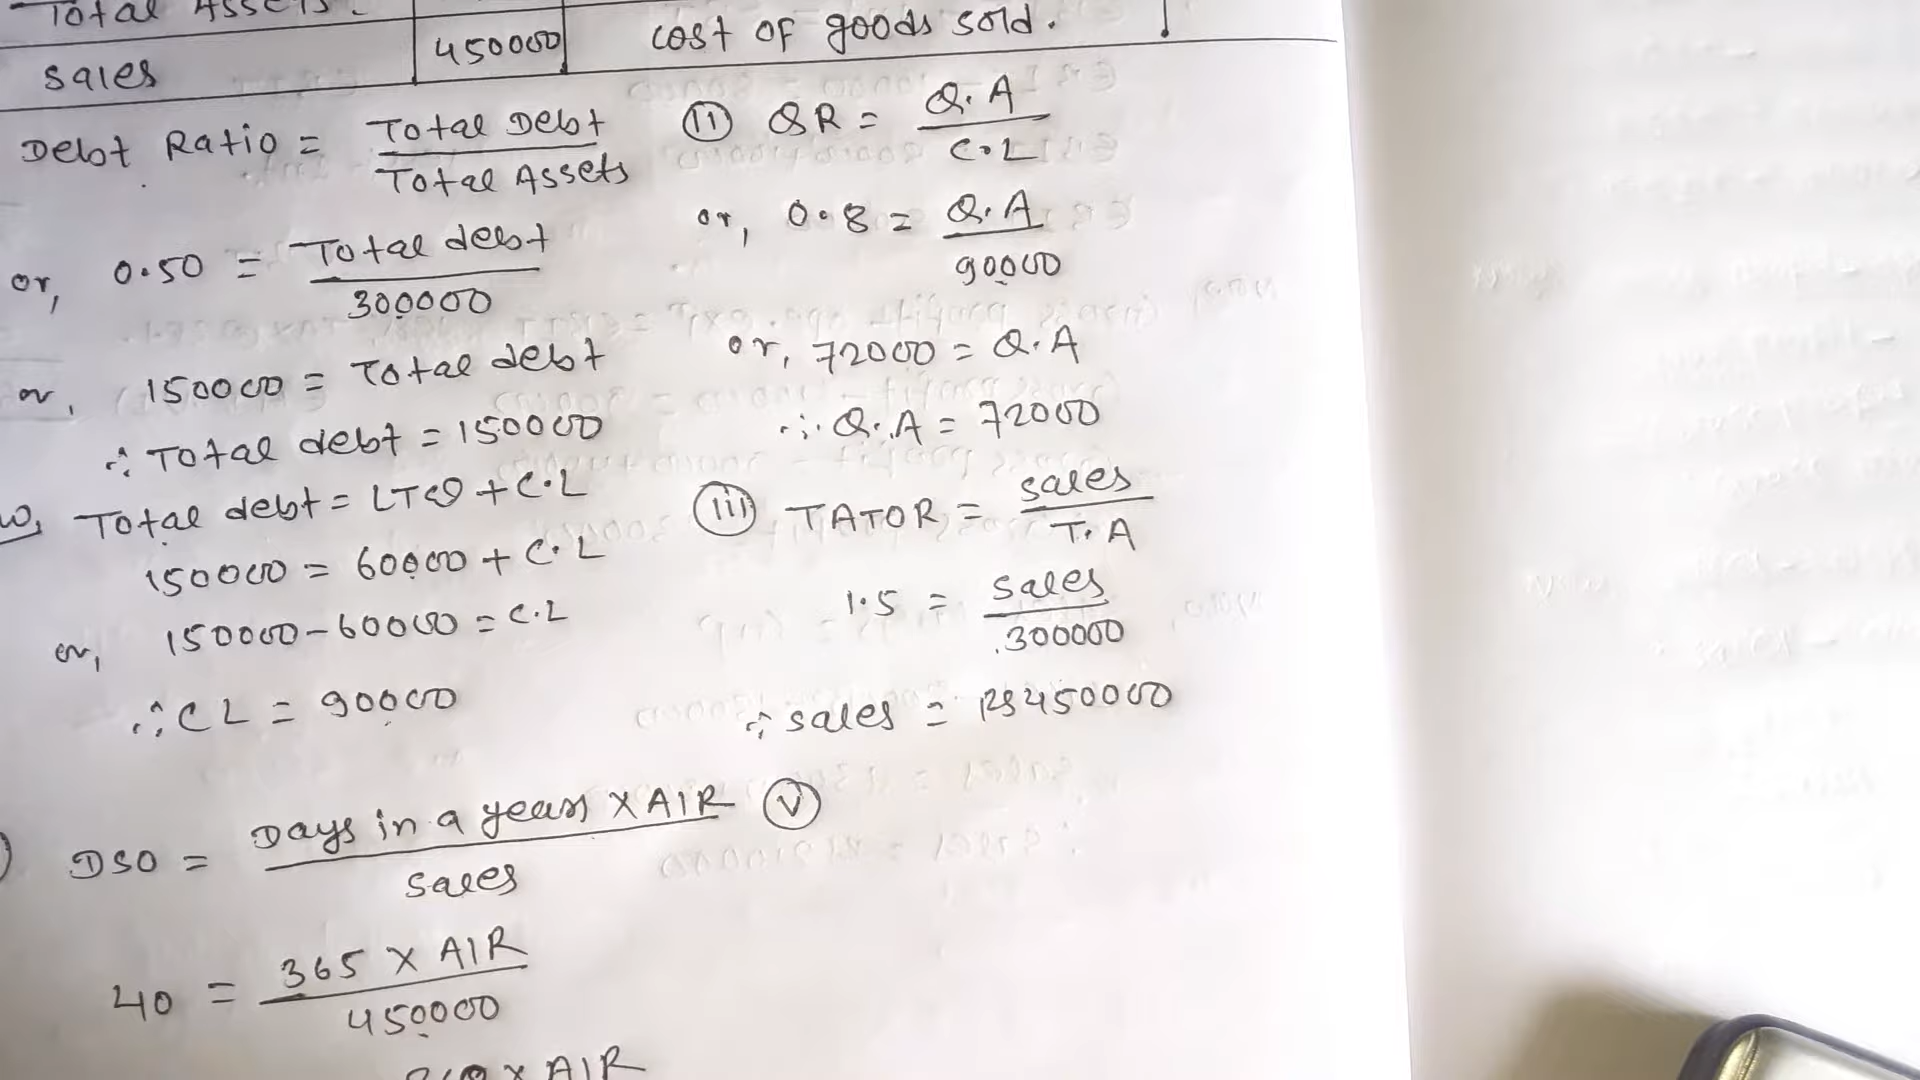 Total Assets.
Sales 450000 cost of goods sold.
Debt Ratio = Total Debt / Total Assets
or, 0.50 = Total debt / 300000
or, 150000 = Total debt
∴ Total debt = 150000
Total debt = LTD + C.L
150000 = 60000 + C.L
or, 150000 - 60000 = C.L
∴ CL = 90000
(ii) QR = Q.A / C.L
or, 0.8 = Q.A / 90000
or, 72000 = Q.A
∴ Q.A = 72000
(iii) TATOR = Sales / T.A
1.5 = Sales / 300000
∴ Sales = Rs 450000
DSO = Days in a years X AIR / Sales
40 = 365 X AIR / 450000
X AIR
(V)